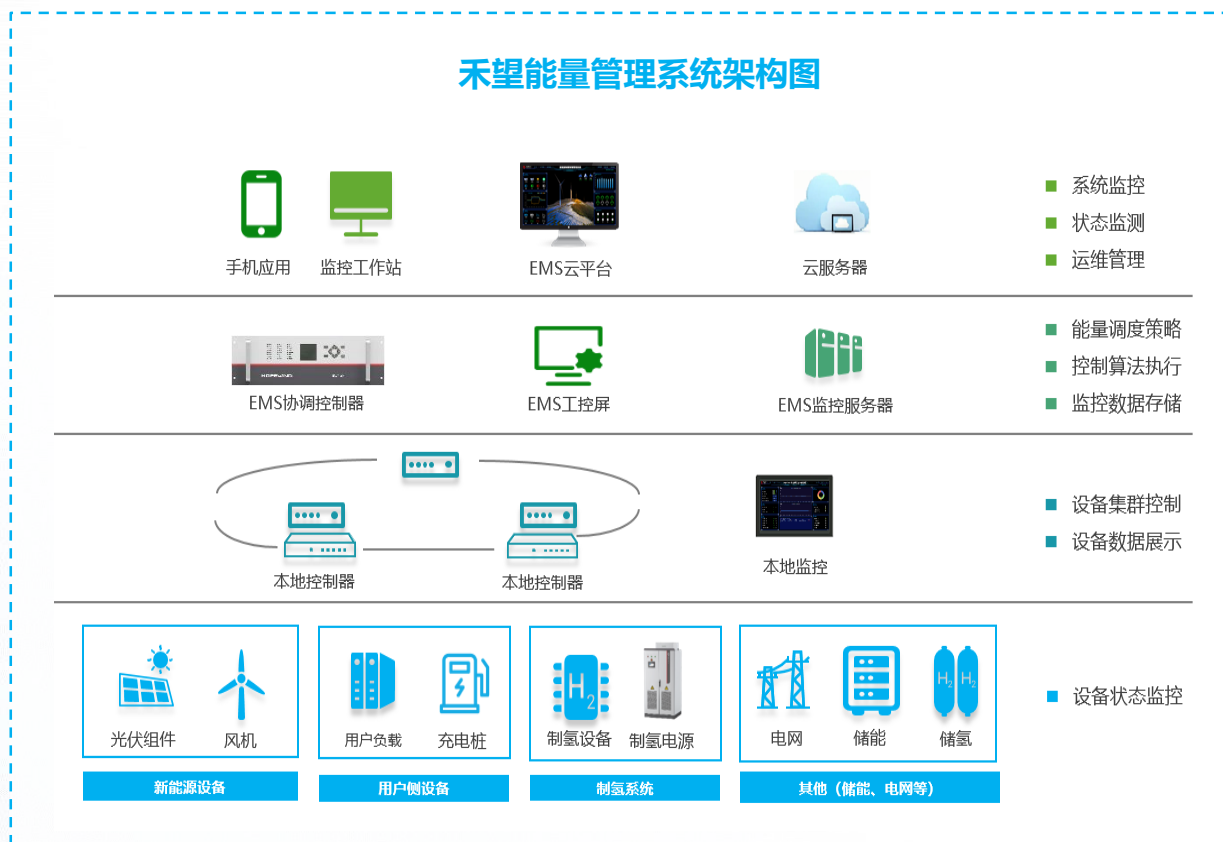 禾望能量管理系统架构图
手机应用
监控工作站
EMS云平台
云服务器
系统监控
状态监测
运维管理
EMS协调控制器
EMS工控屏
EMS监控服务器
能量调度策略
控制算法执行
监控数据存储
本地控制器
本地控制器
本地监控
设备集群控制
设备数据展示
H₂
H₂
H₂
光伏组件
风机
用户负载
充电桩
制氢设备
制氢电源
电网
储能
储氢
设备状态监控
新能源设备
用户侧设备
制氢系统
其他（储能、电网等）